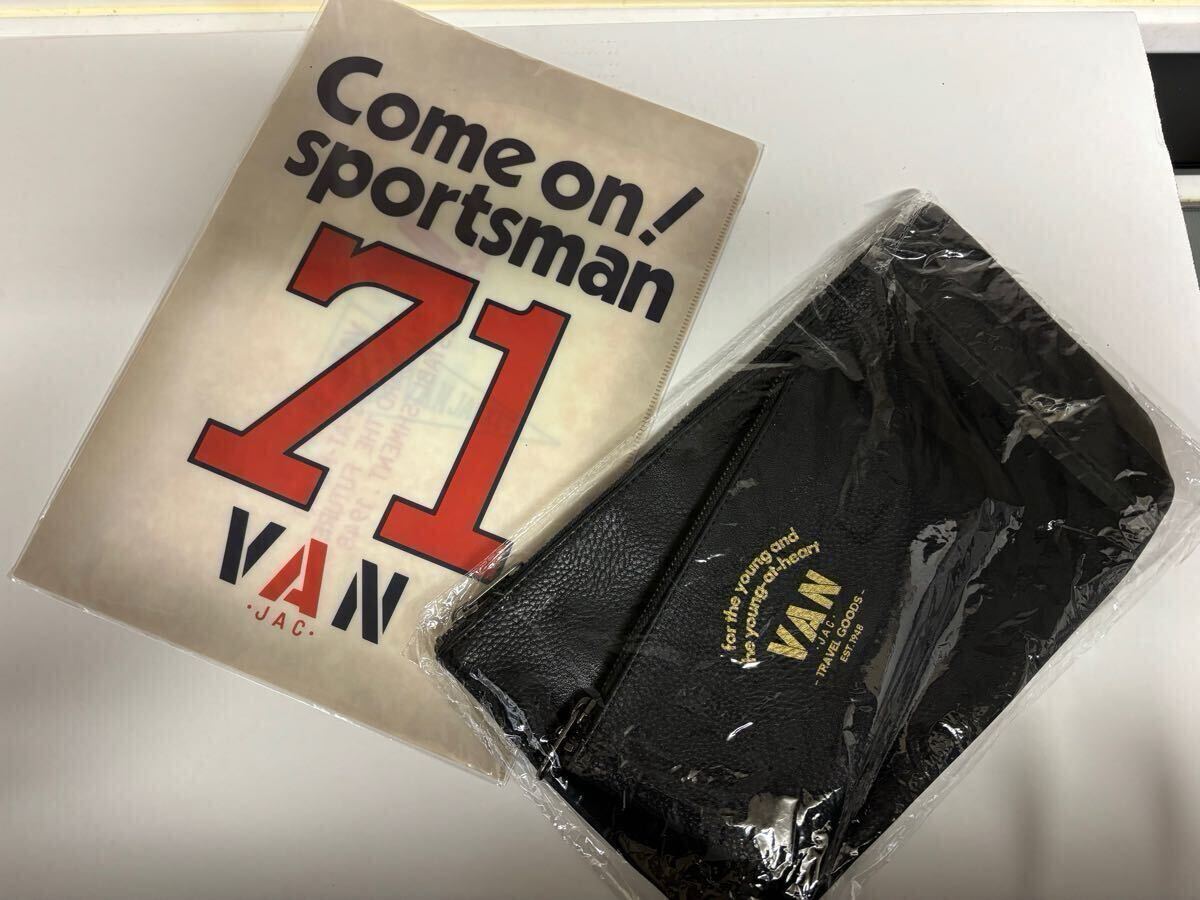 Come on!
sportsman
71
VAN
·JAC·
for the young and
the young-at-heart
VAN
·JAC·
- TRAVEL GOODS -
EST.1948